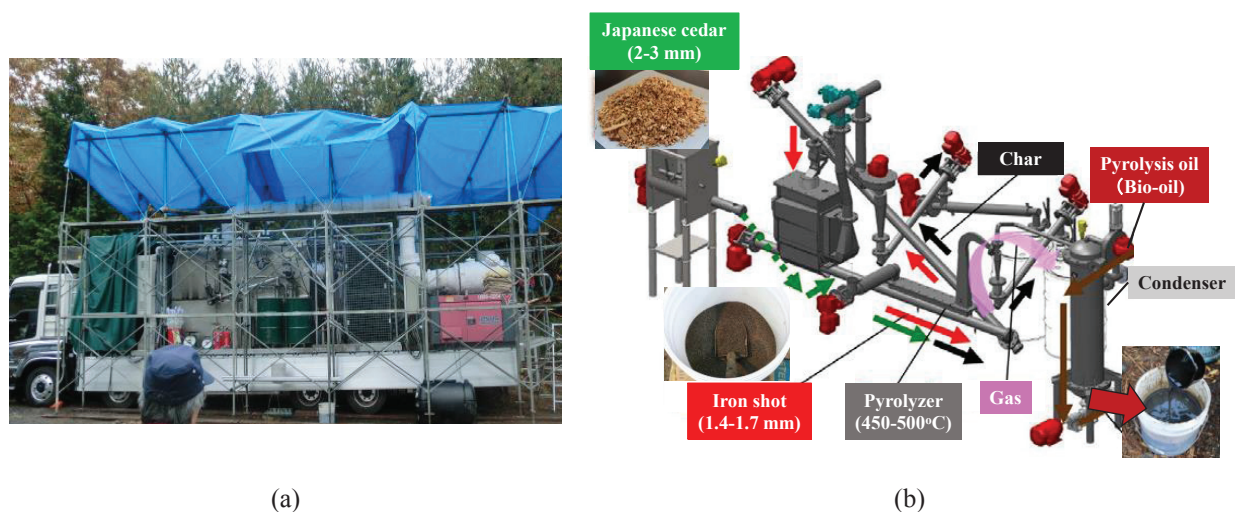 Japanese cedar
(2-3 mm)
Char
Pyrolysis oil
(Bio-oil)
Condenser
Iron shot
(1.4-1.7 mm)
Pyrolyzer
(450-500°C)
Gas
(a)
(b)